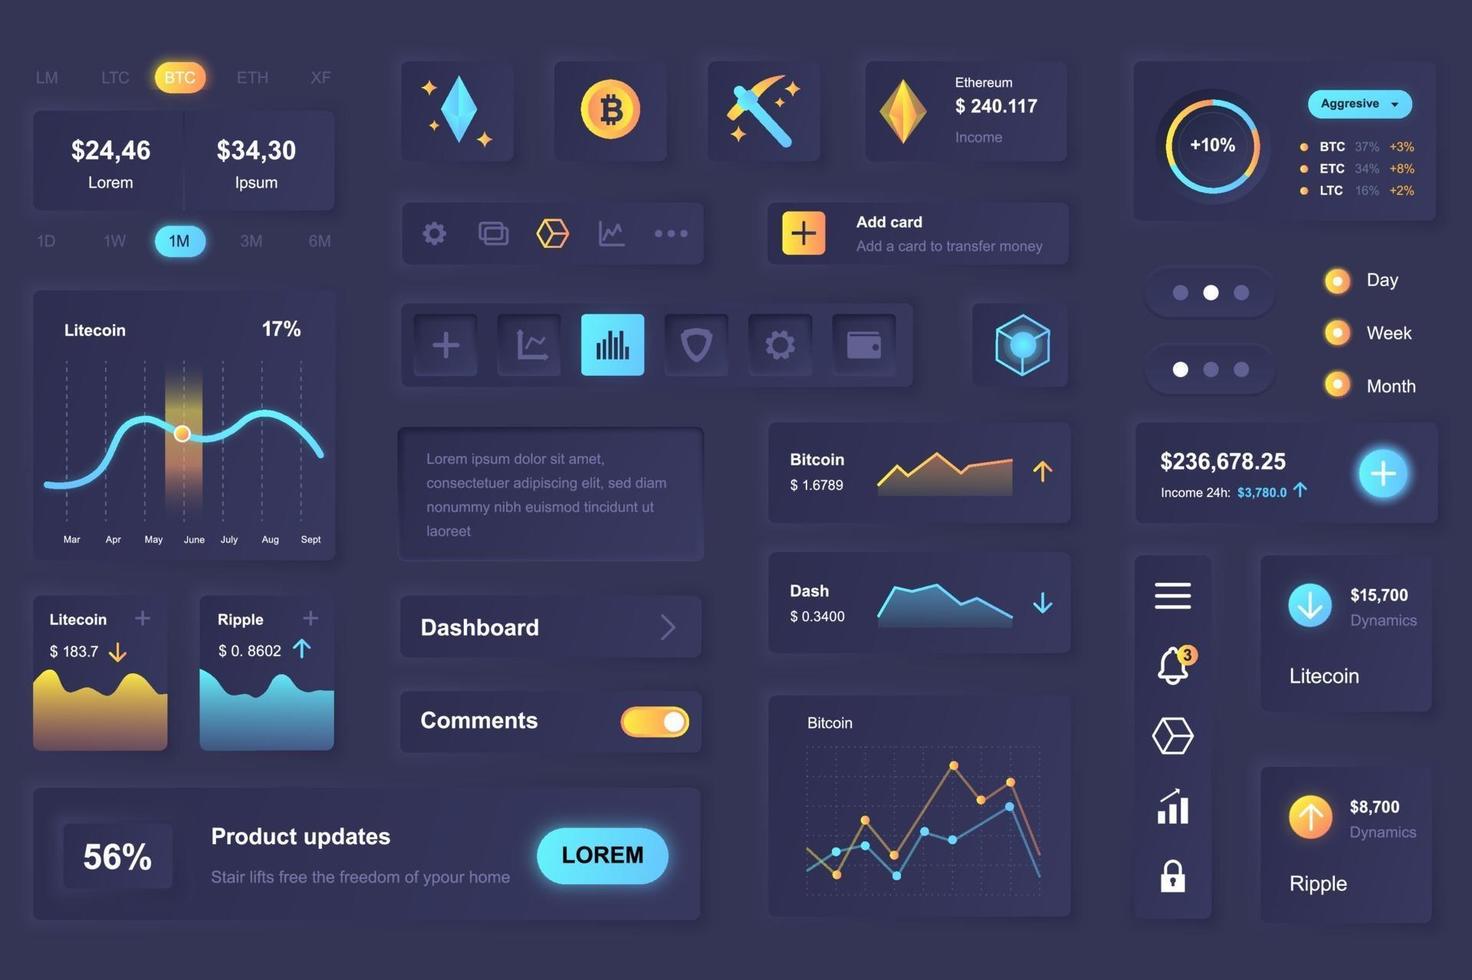 LM LTC BTC ETH XF
$24,46 $34,30
Lorem Ipsum
1D 1W 1M 3M 6M
Litecoin 17%
Mar Apr May June July Aug Sept
Litecoin
$ 183.7
Ripple
$ 0. 8602
56%
Product updates
Stair lifts free the freedom of ypour home
LOREM
Ethereum
$ 240.117
Income
Add card
Add a card to transfer money
Lorem ipsum dolor sit amet,
consectetuer adipiscing elit, sed diam
nonummy nibh euismod tincidunt ut
laoreet
Dashboard
Comments
Bitcoin
$ 1.6789
Dash
$ 0.3400
Bitcoin
+10%
Aggresive
BTC 37% +3%
ETC 34% +8%
LTC 16% +2%
Day
Week
Month
$236,678.25
Income 24h: $3,780.0
3
$15,700
Dynamics
Litecoin
$8,700
Dynamics
Ripple